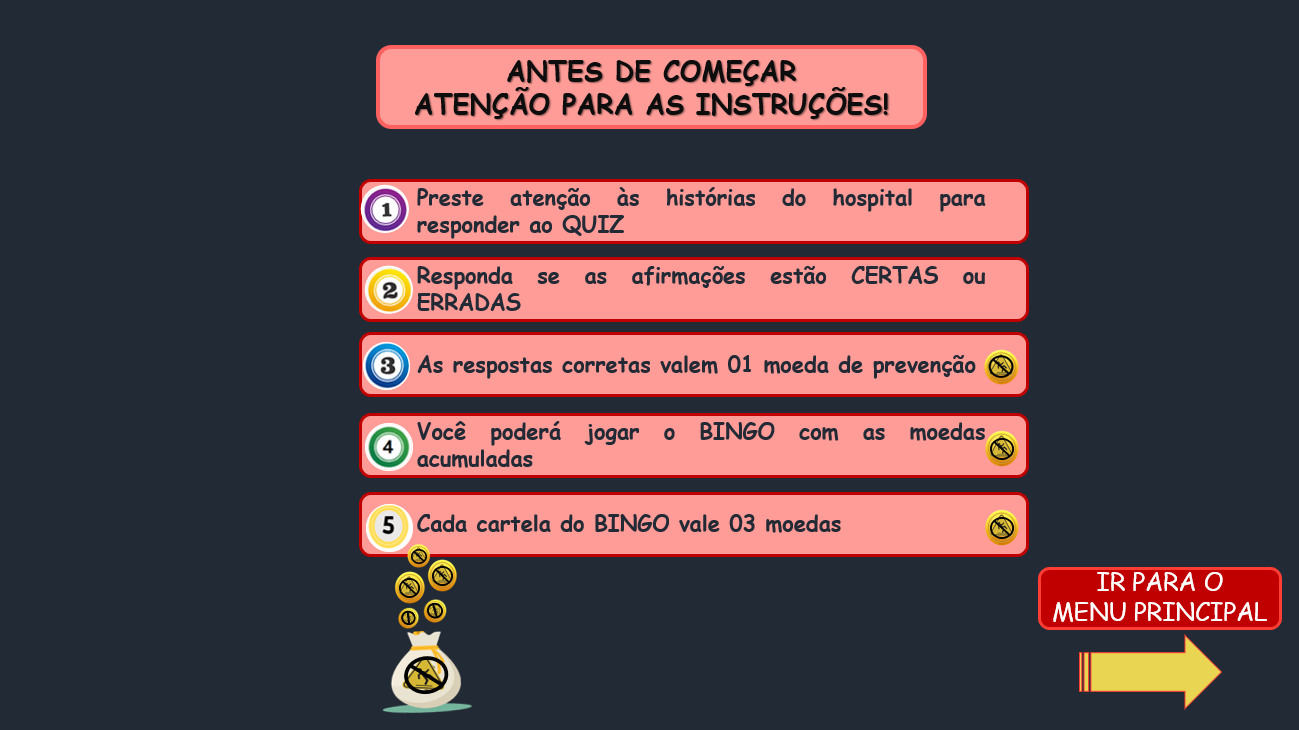 ANTES DE COMEÇAR
ATENÇÃO PARA AS INSTRUÇÕES!
1
Preste atenção às histórias do hospital para
responder ao QUIZ
2
Responda se as afirmações estão CERTAS ou
ERRADAS
3
As respostas corretas valem 01 moeda de prevenção
4
Você poderá jogar o BINGO com as moedas
acumuladas
5
Cada cartela do BINGO vale 03 moedas
IR PARA O
MENU PRINCIPAL